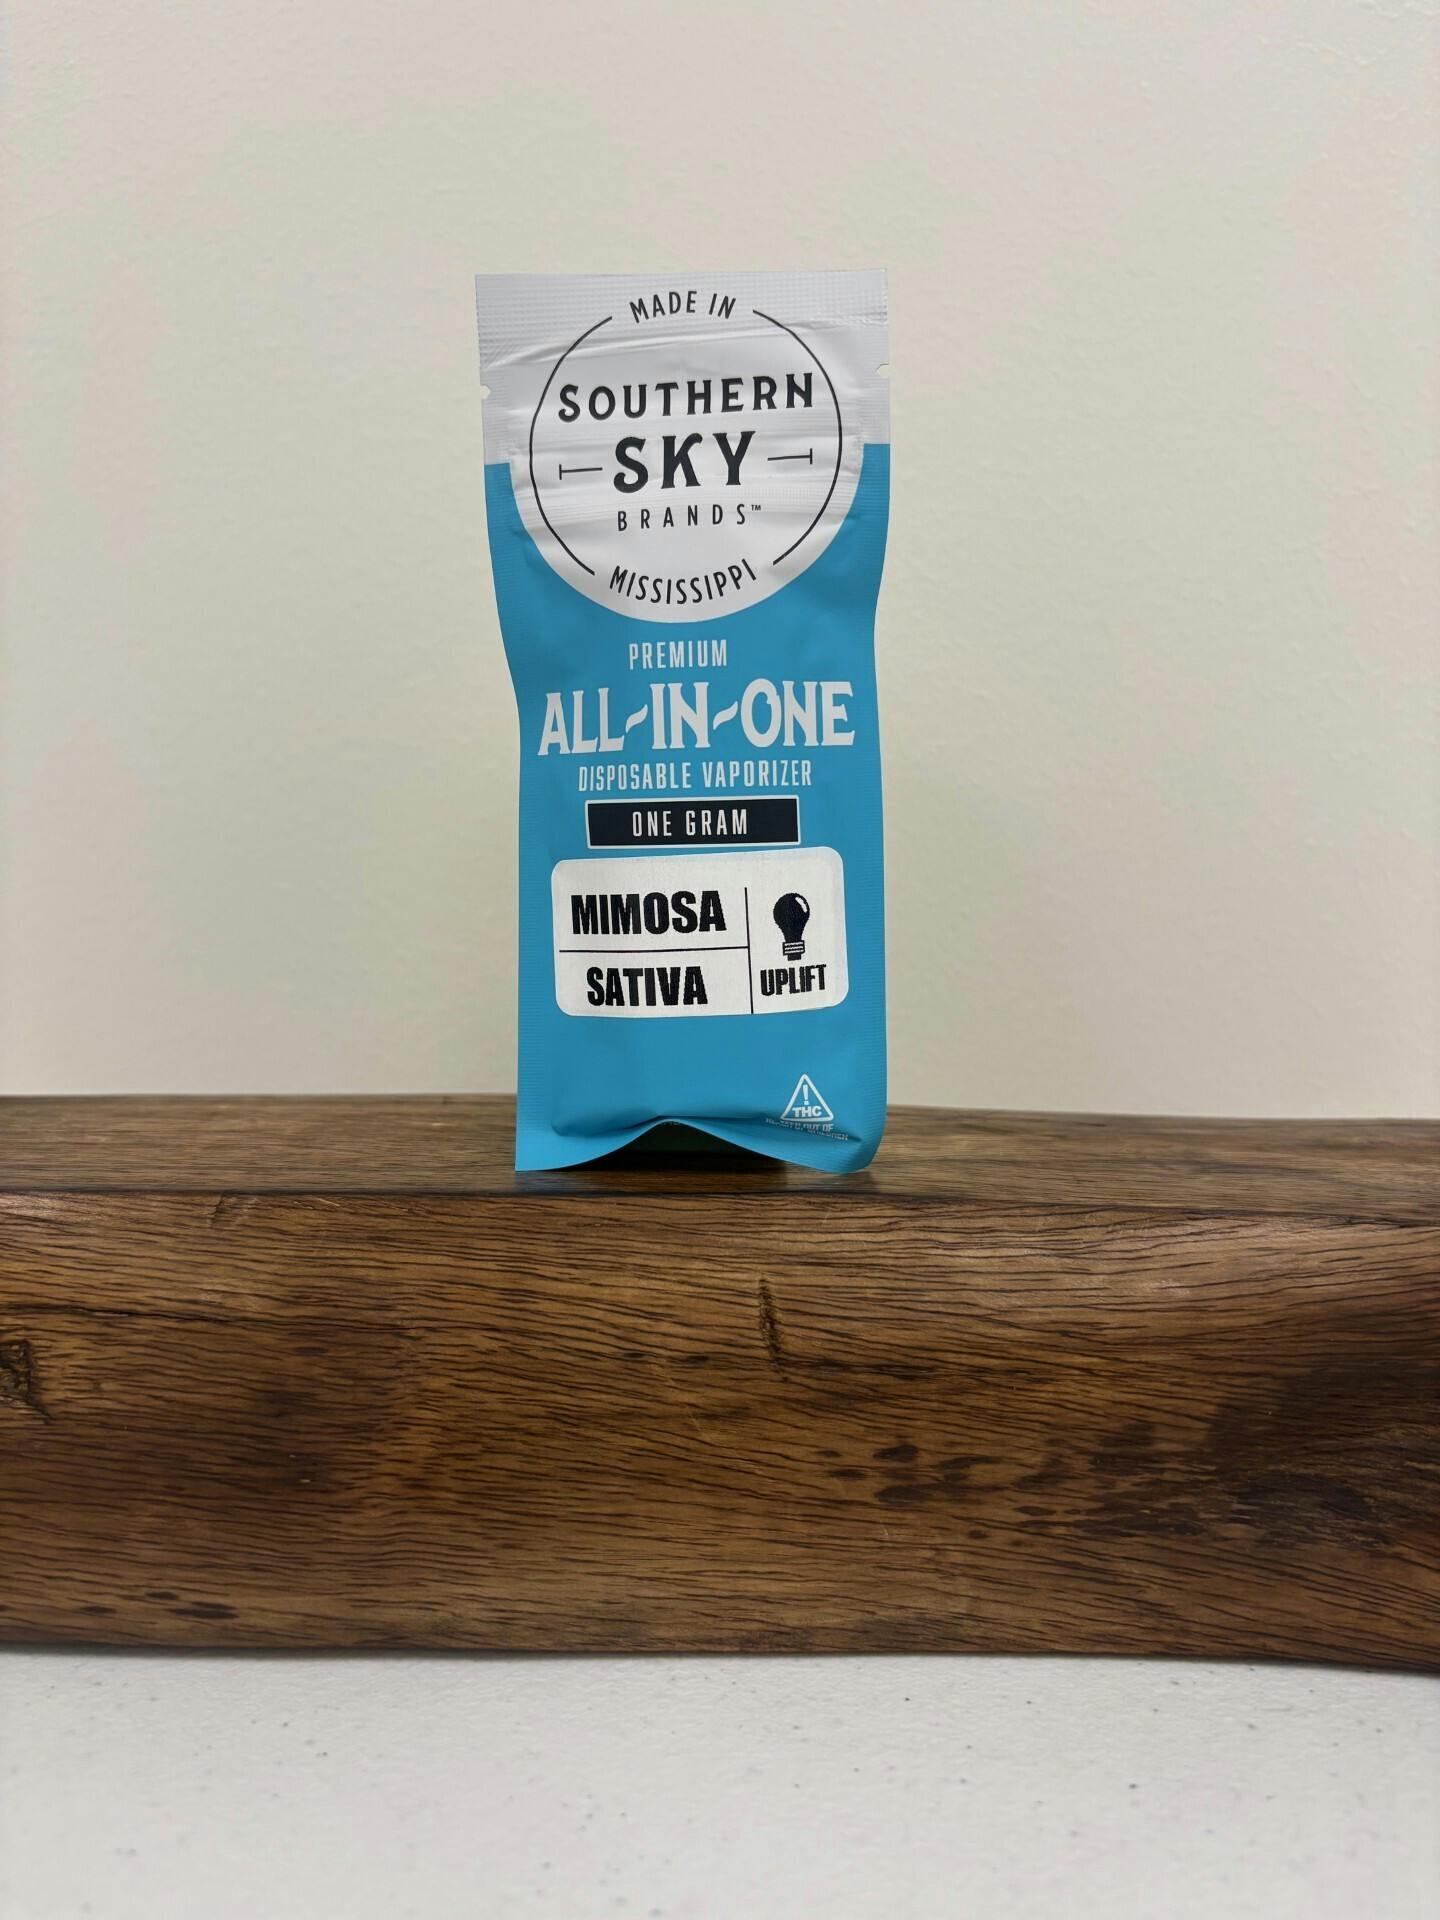 MADE IN
SOUTHERN
SKY
BRANDS™
MISSISSIPPI
PREMIUM
ALL-IN-ONE
DISPOSABLE VAPORIZER
ONE GRAM
MIMOSA
SATIVA
UPLIFT
!
THC